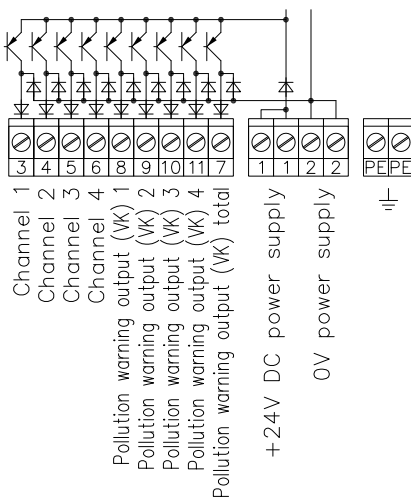 3 4 5 6 8 9 10 11 7 1 1 2 2 PE PE
Channel 1
Channel 2
Channel 3
Channel 4
Pollution warning output (VK) 1
Pollution warning output (VK) 2
Pollution warning output (VK) 3
Pollution warning output (VK) 4
Pollution warning output (VK) total
+24V DC power supply
0V power supply